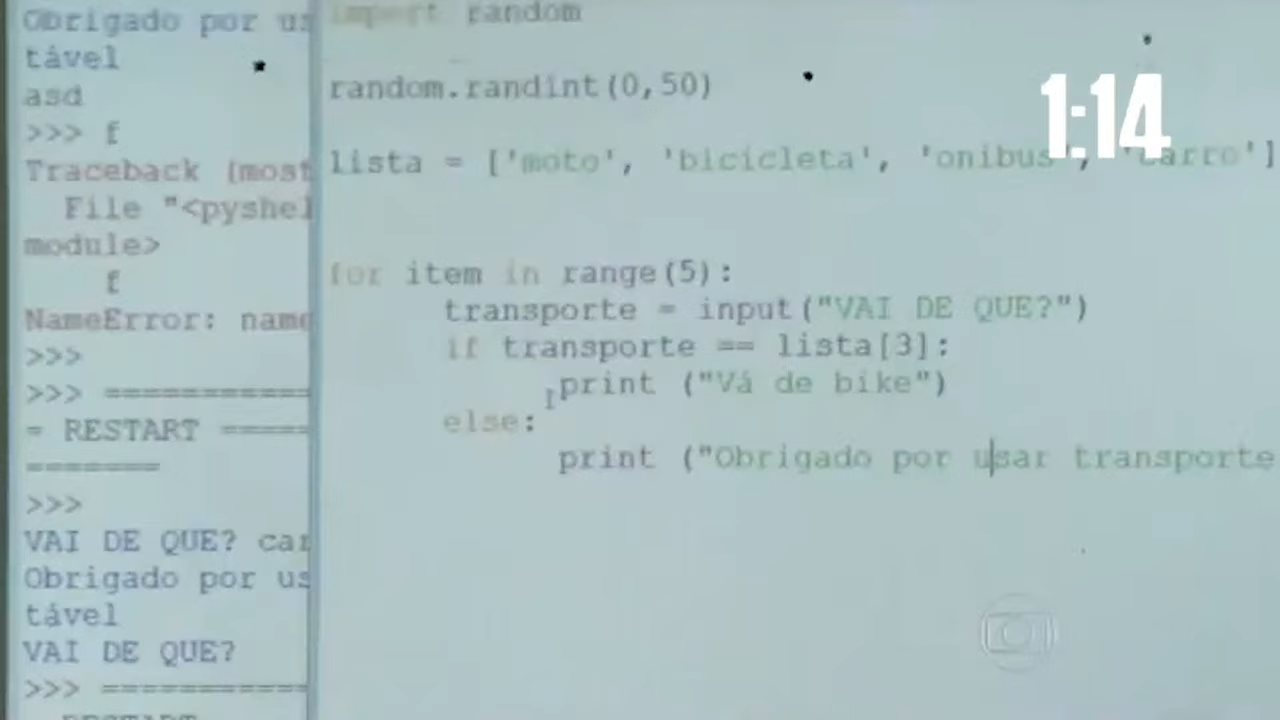 Obrigado por us
tável
asd
>>> f
Traceback (most
File "<pyshel
module>
f
NameError: name
>>>
>>> ===========
= RESTART =====
=======
>>>
VAI DE QUE? car
Obrigado por us
tável
VAI DE QUE?
>>> ===========
RESTART
import random
random.randint(0,50)
lista = ['moto', 'bicicleta', 'onibus', 'carro']
for item in range(5):
transporte = input("VAI DE QUE?")
if transporte == lista[3]:
print ("Vá de bike")
else:
print ("Obrigado por usar transporte
1:14